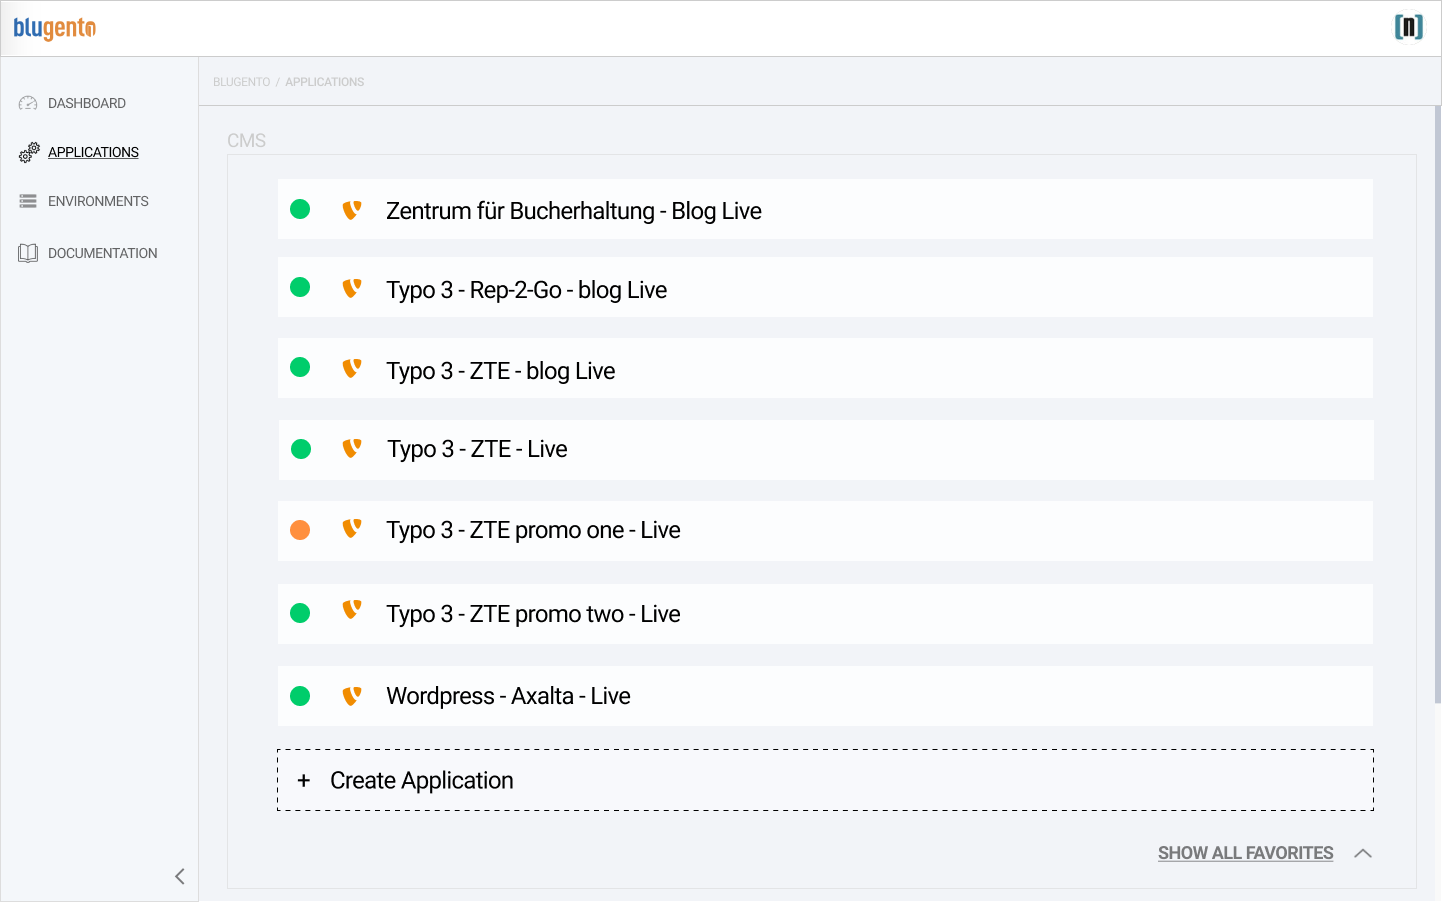 blugento
[n]
BLUGENTO / APPLICATIONS
DASHBOARD
APPLICATIONS
ENVIRONMENTS
DOCUMENTATION
CMS
Zentrum für Bucherhaltung - Blog Live
Typo 3 - Rep-2-Go - blog Live
Typo 3 - ZTE - blog Live
Typo 3 - ZTE - Live
Typo 3 - ZTE promo one - Live
Typo 3 - ZTE promo two - Live
Wordpress - Axalta - Live
+ Create Application
SHOW ALL FAVORITES